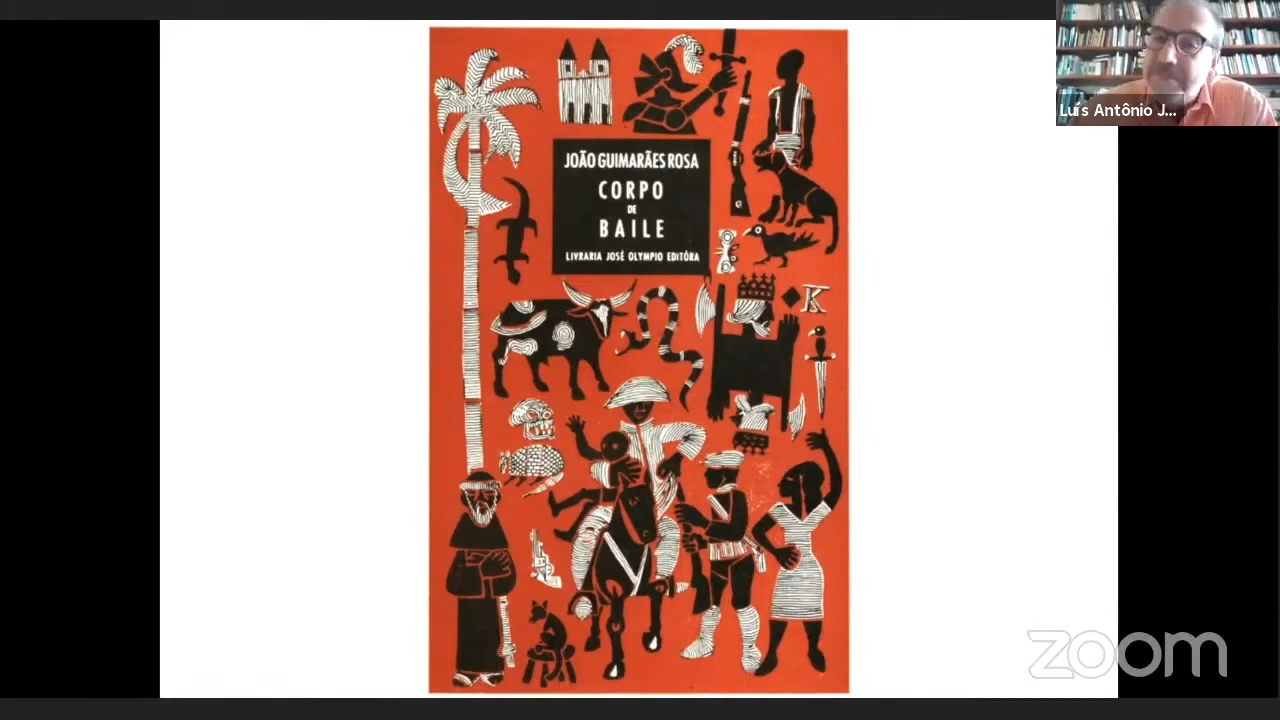 JOÃO GUIMARÃES ROSA
CORPO
DE
BAILE
LIVRARIA JOSÉ OLYMPIO EDITÔRA
K
Luís Antônio J...
zoom